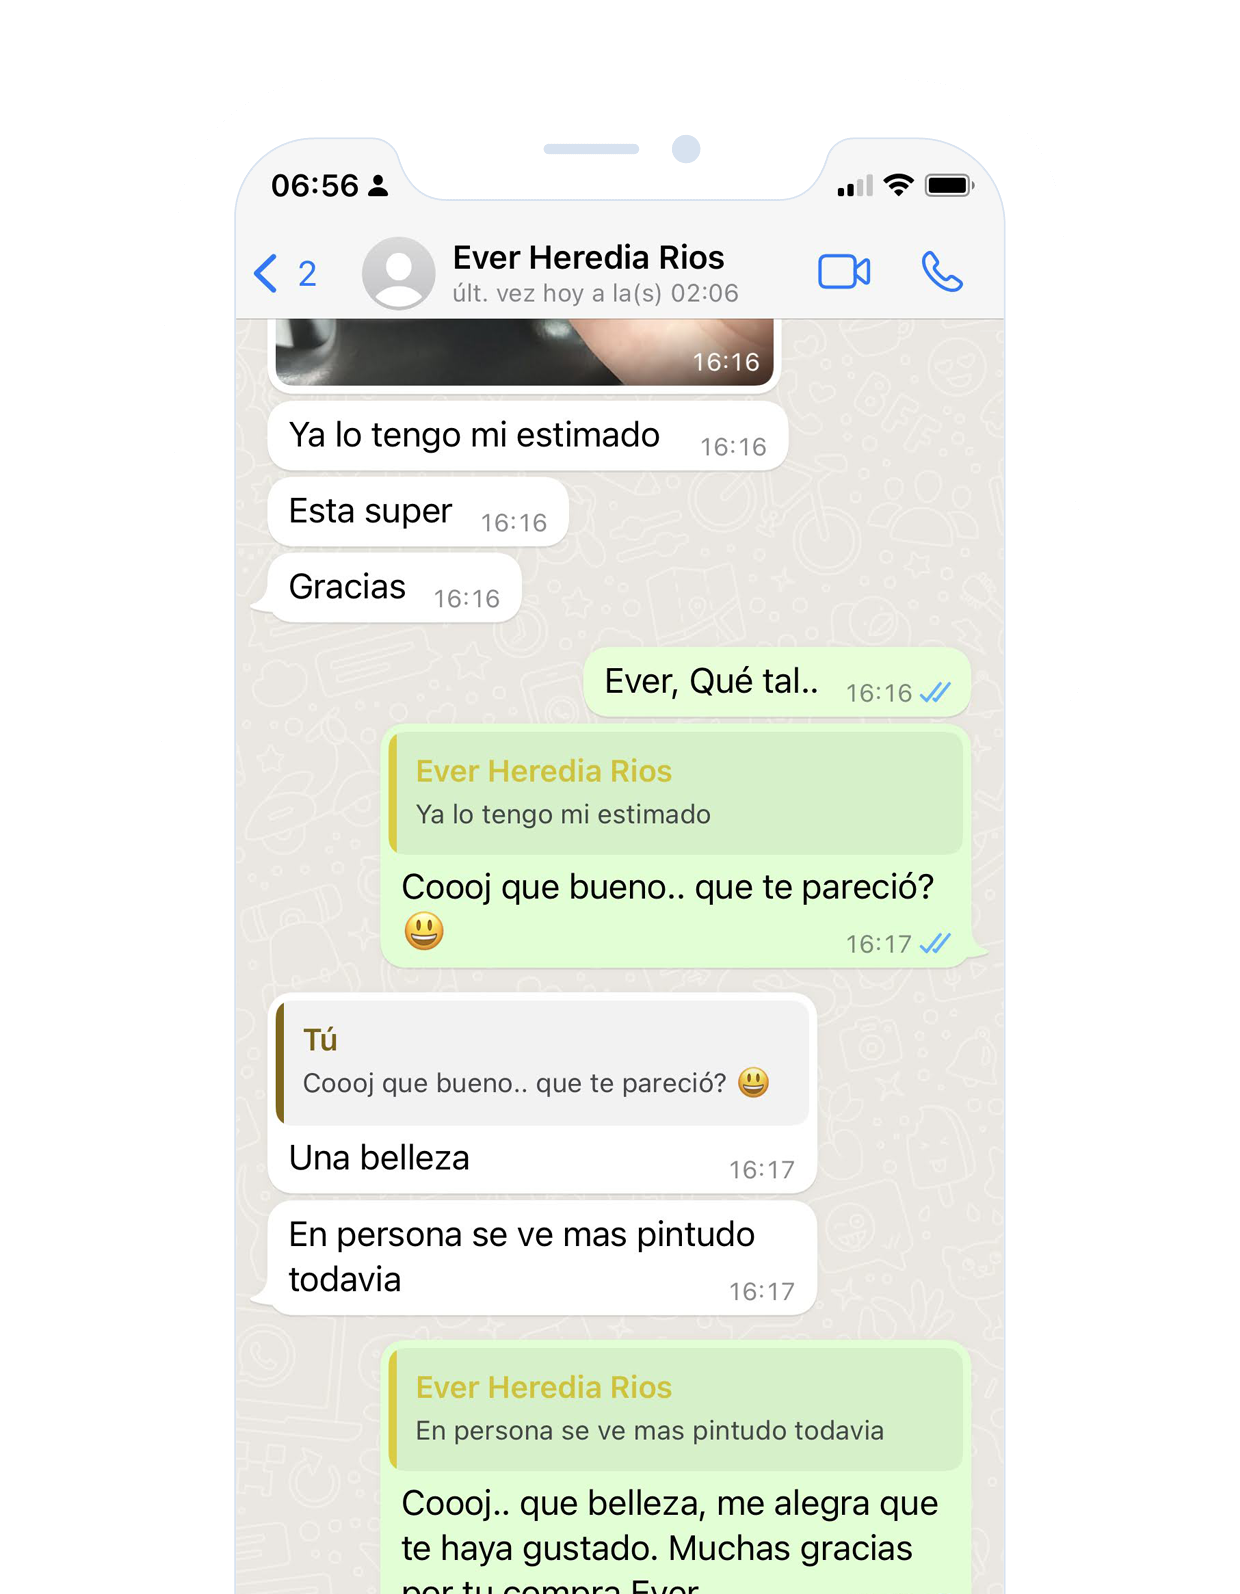 06:56
2
Ever Heredia Rios
últ. vez hoy a la(s) 02:06
16:16
Ya lo tengo mi estimado 16:16
Esta super 16:16
Gracias 16:16
Ever, Qué tal.. 16:16
Ever Heredia Rios
Ya lo tengo mi estimado
Coooj que bueno.. que te pareció?
😃 16:17
Tú
Coooj que bueno.. que te pareció? 😃
Una belleza 16:17
En persona se ve mas pintudo
todavia 16:17
Ever Heredia Rios
En persona se ve mas pintudo todavia
Coooj.. que belleza, me alegra que
te haya gustado. Muchas gracias
por tu compra Ever